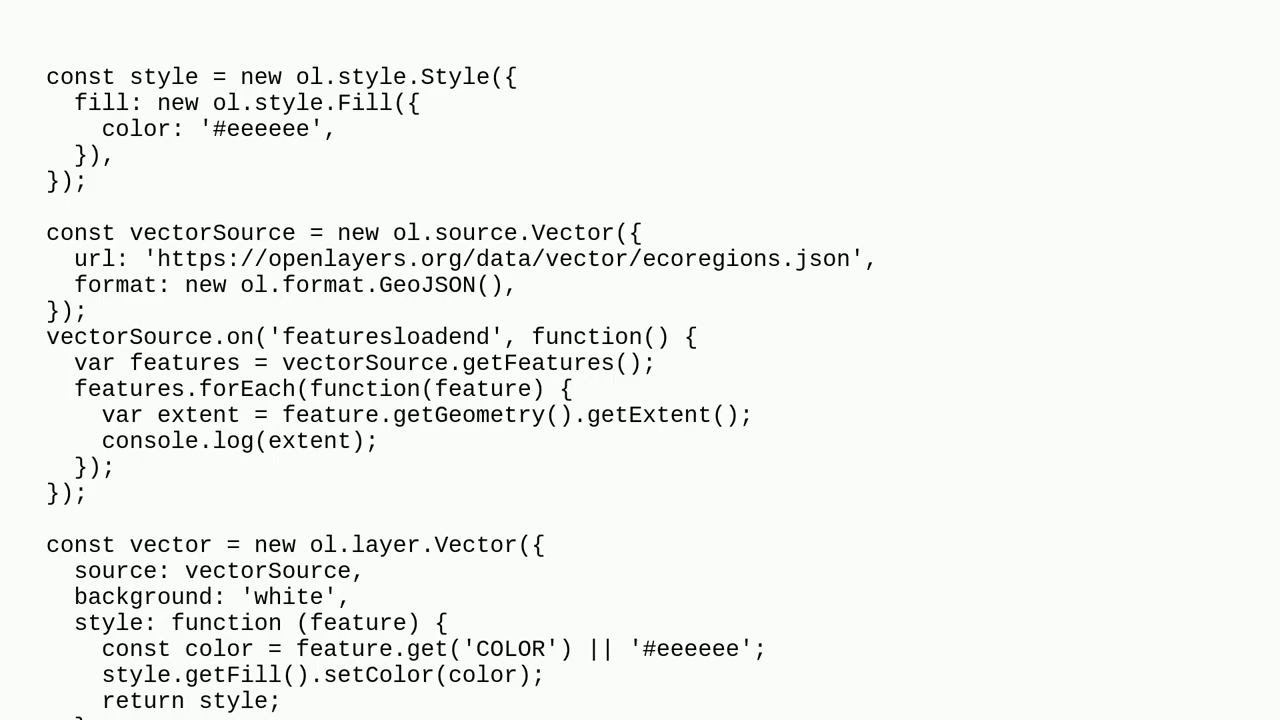 const style = new ol.style.Style({
  fill: new ol.style.Fill({
    color: '#eeeeee',
  }),
});

const vectorSource = new ol.source.Vector({
  url: 'https://openlayers.org/data/vector/ecoregions.json',
  format: new ol.format.GeoJSON(),
});
vectorSource.on('featuresloadend', function() {
  var features = vectorSource.getFeatures();
  features.forEach(function(feature) {
    var extent = feature.getGeometry().getExtent();
    console.log(extent);
  });
});

const vector = new ol.layer.Vector({
  source: vectorSource,
  background: 'white',
  style: function (feature) {
    const color = feature.get('COLOR') || '#eeeeee';
    style.getFill().setColor(color);
    return style;